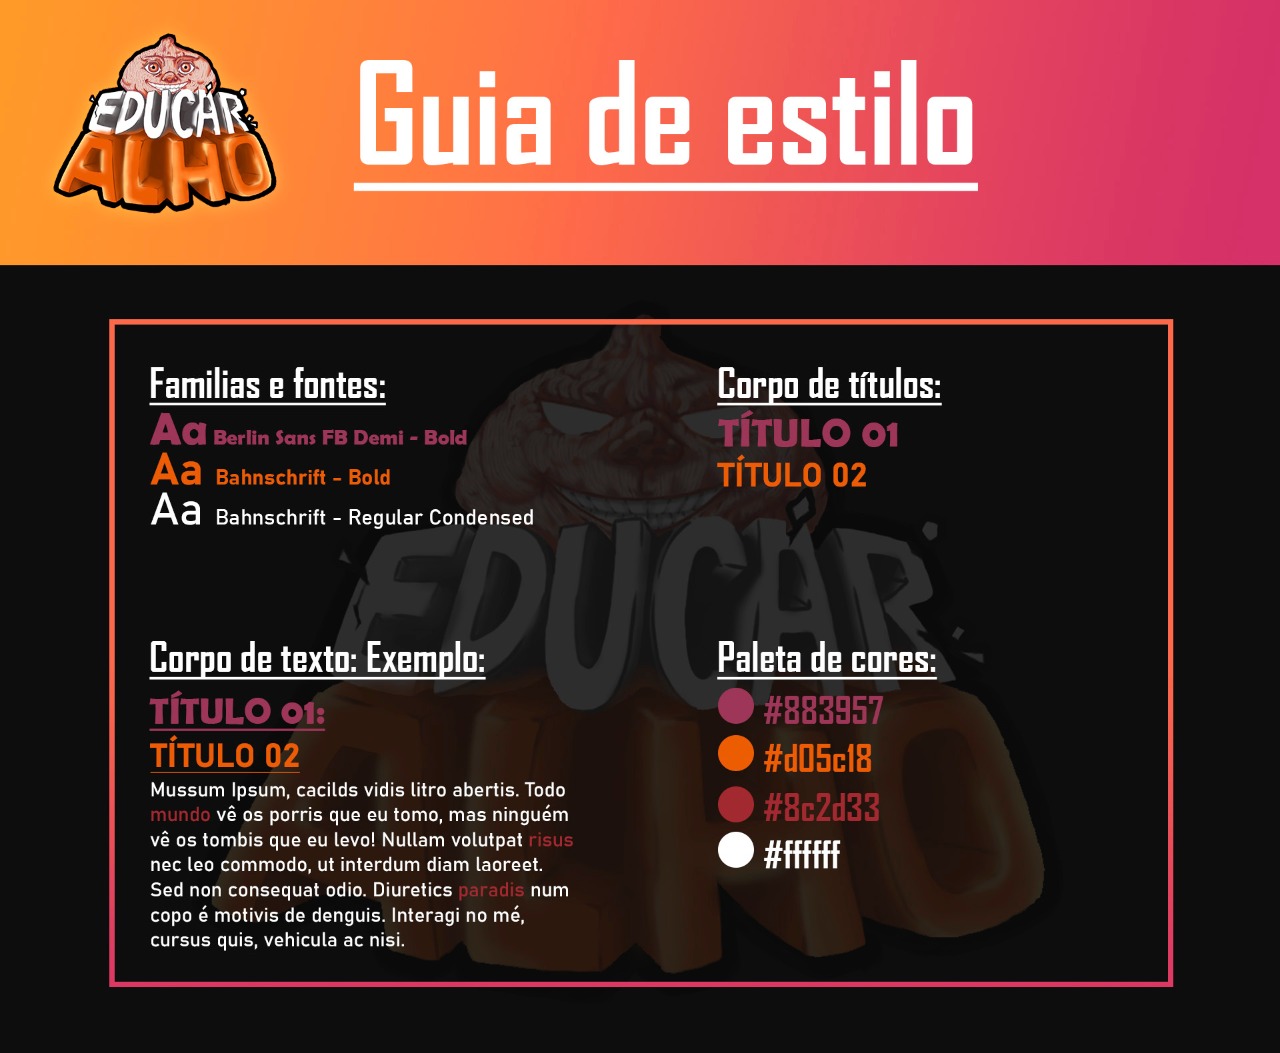 EDUCAR
ALHO
Guia de estilo
Familias e fontes:
Aa Berlin Sans FB Demi - Bold
Aa Bahnschrift - Bold
Aa Bahnschrift - Regular Condensed
Corpo de títulos:
TÍTULO 01
TÍTULO 02
Corpo de texto: Exemplo:
TÍTULO 01:
TÍTULO 02
Mussum Ipsum, cacilds vidis litro abertis. Todo
mundo vê os porris que eu tomo, mas ninguém
vê os tombis que eu levo! Nullam volutpat risus
nec leo commodo, ut interdum diam laoreet.
Sed non consequat odio. Diuretics paradis num
copo é motivis de denguis. Interagi no mé,
cursus quis, vehicula ac nisi.
Paleta de cores:
#883957
#d05c18
#8c2d33
#ffffff
EDUCAR
ALHO